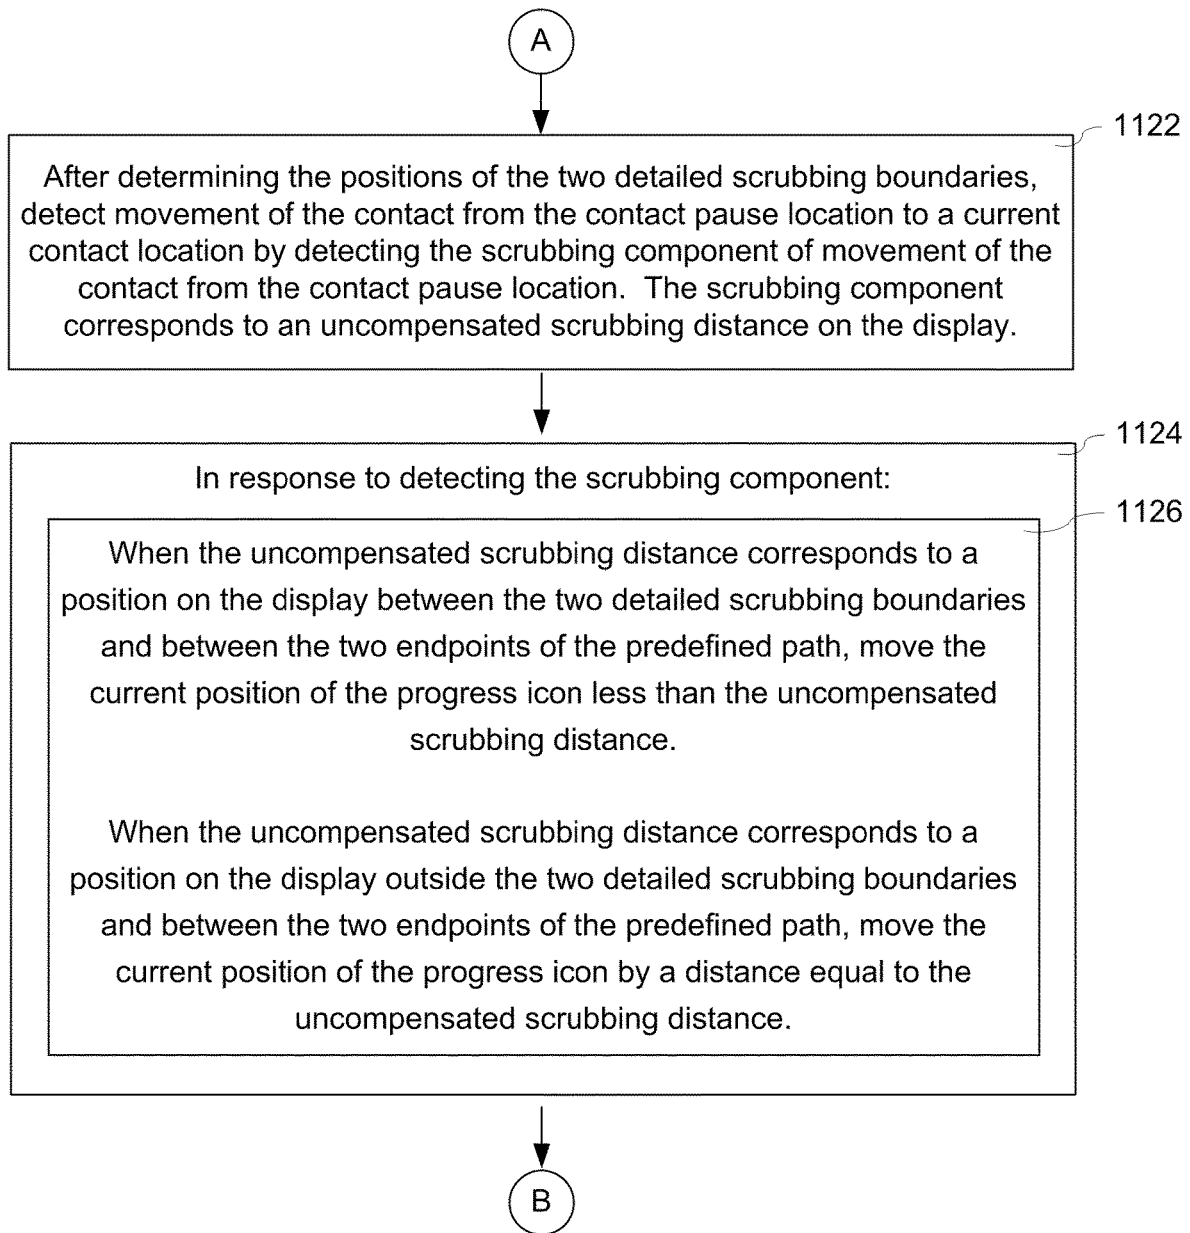 A
1122
After determining the positions of the two detailed scrubbing boundaries,
detect movement of the contact from the contact pause location to a current
contact location by detecting the scrubbing component of movement of the
contact from the contact pause location.  The scrubbing component
corresponds to an uncompensated scrubbing distance on the display.
1124
In response to detecting the scrubbing component:
1126
When the uncompensated scrubbing distance corresponds to a
position on the display between the two detailed scrubbing boundaries
and between the two endpoints of the predefined path, move the
current position of the progress icon less than the uncompensated
scrubbing distance.
When the uncompensated scrubbing distance corresponds to a
position on the display outside the two detailed scrubbing boundaries
and between the two endpoints of the predefined path, move the
current position of the progress icon by a distance equal to the
uncompensated scrubbing distance.
B